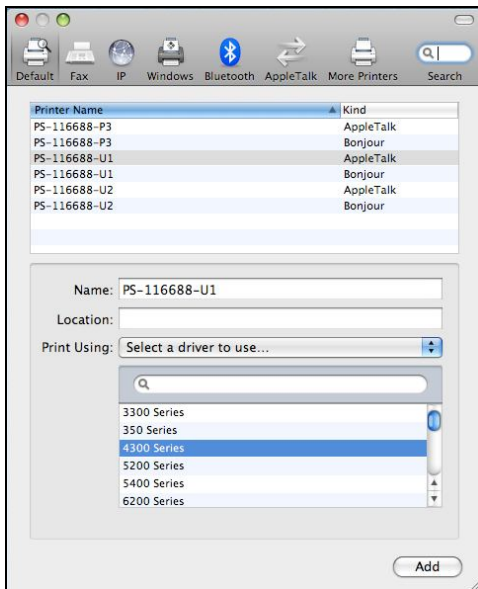 Default Fax IP Windows Bluetooth AppleTalk More Printers Search
Printer Name Kind
PS-116688-P3 AppleTalk
PS-116688-P3 Bonjour
PS-116688-U1 AppleTalk
PS-116688-U1 Bonjour
PS-116688-U2 AppleTalk
PS-116688-U2 Bonjour
Name: PS-116688-U1
Location:
Print Using: Select a driver to use...
3300 Series
350 Series
4300 Series
5200 Series
5400 Series
6200 Series
Add